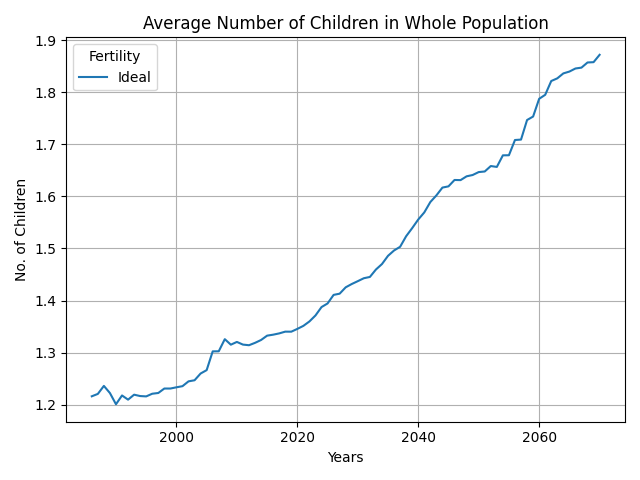 Average Number of Children in Whole Population
Fertility
Ideal
No. of Children
1.9
1.8
1.7
1.6
1.5
1.4
1.3
1.2
2000 2020 2040 2060
Years